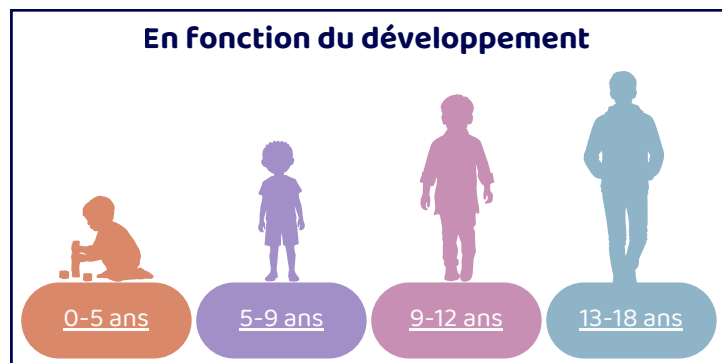 En fonction du développement
0-5 ans
5-9 ans
9-12 ans
13-18 ans